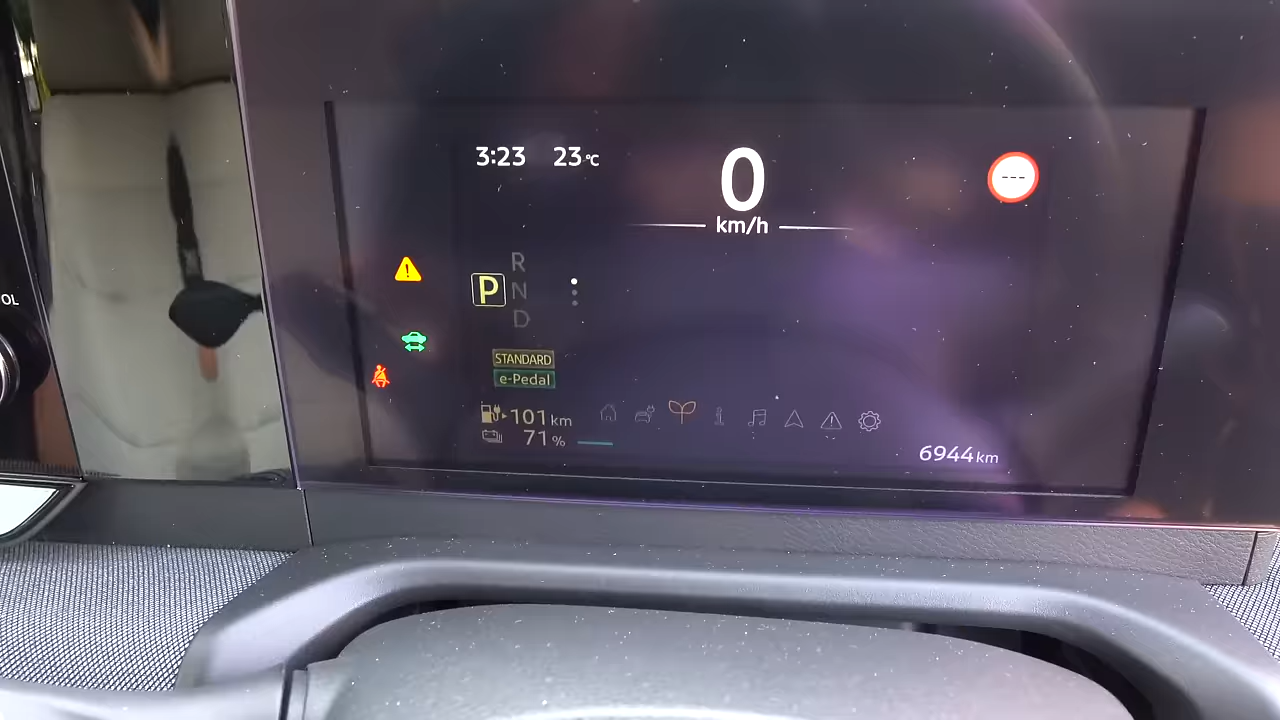 3:23 23°C
0
km/h
---
OL
R
P N
D
STANDARD
e-Pedal
101 km
71 %
6944 km